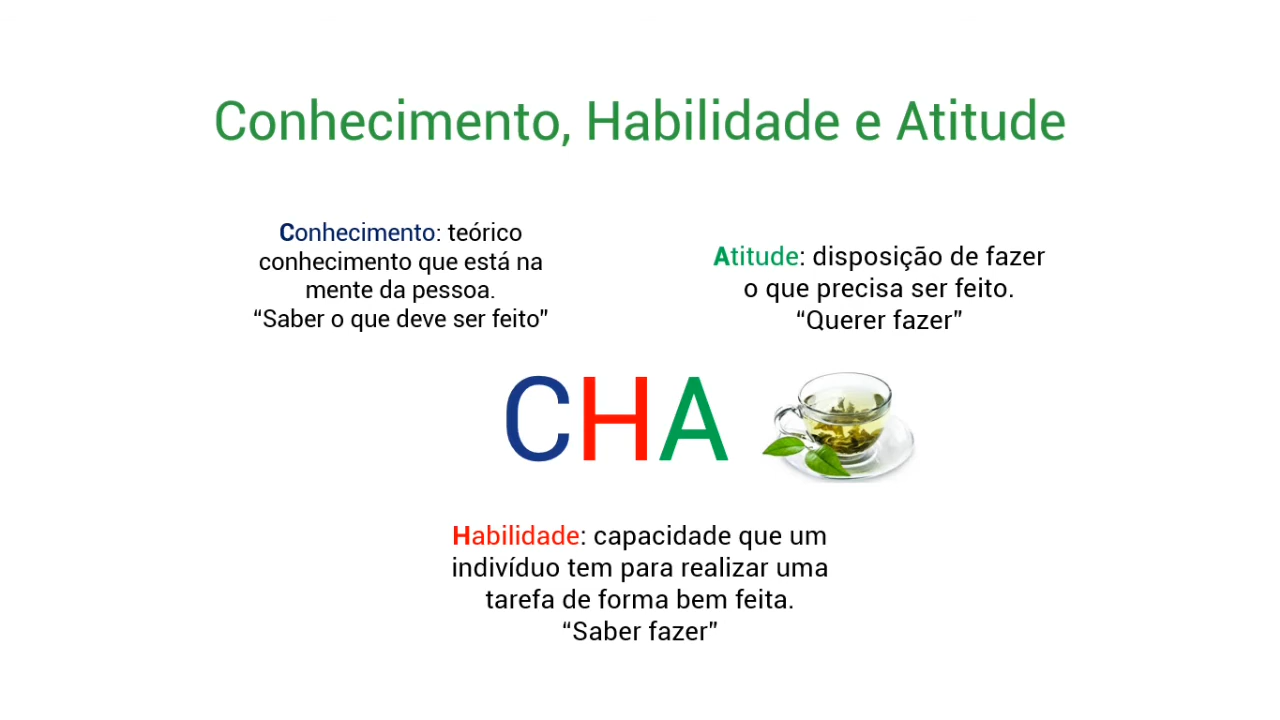 Conhecimento, Habilidade e Atitude
Conhecimento: teórico
conhecimento que está na
mente da pessoa.
“Saber o que deve ser feito”
Atitude: disposição de fazer
o que precisa ser feito.
“Querer fazer”
CHA
Habilidade: capacidade que um
indivíduo tem para realizar uma
tarefa de forma bem feita.
“Saber fazer”